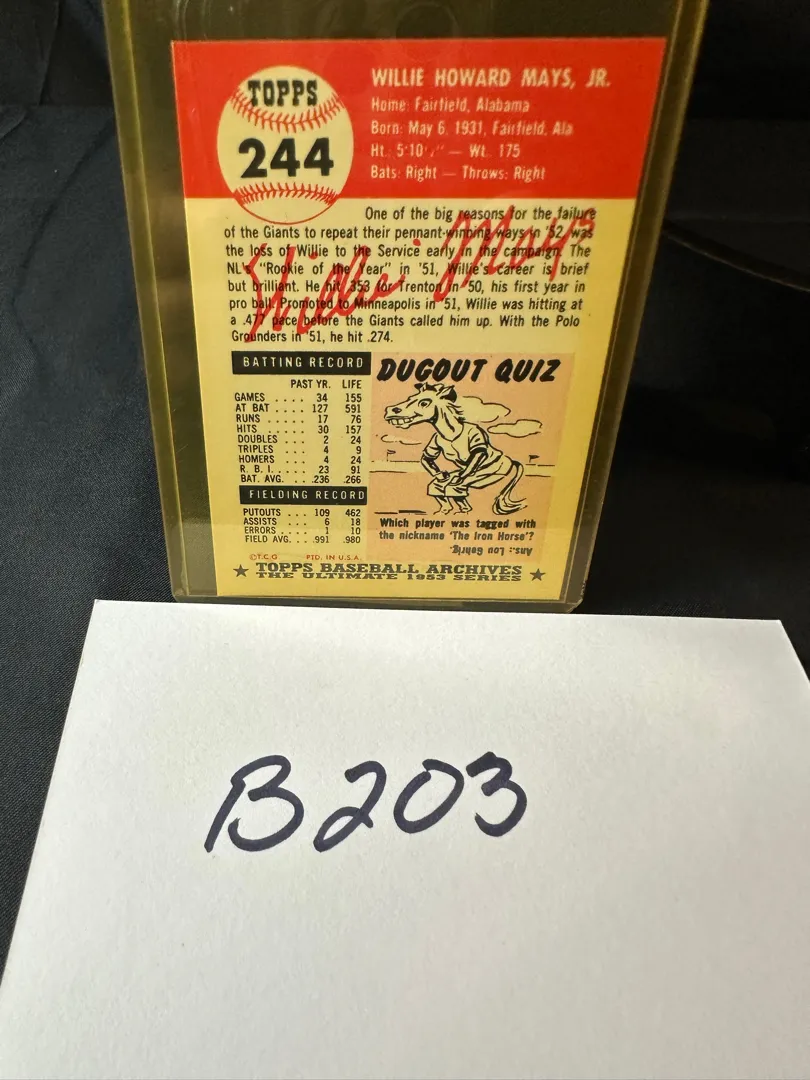 TOPPS
244
WILLIE HOWARD MAYS, JR.
Home: Fairfield, Alabama
Born: May 6, 1931, Fairfield, Ala
Ht. 5'10½" — Wt. 175
Bats: Right — Throws: Right
One of the big reasons for the failure
of the Giants to repeat their pennant-winning ways in '52 was
the loss of Willie to the Service early in the campaign. The
NL's "Rookie of the Year" in '51, Willie's career is brief
but brilliant. He hit .353 for Trenton in '50, his first year in
pro ball. Promoted to Minneapolis in '51, Willie was hitting at
a .477 pace before the Giants called him up. With the Polo
Grounders in '51, he hit .274.
Willie Mays
BATTING RECORD
PAST YR. LIFE
GAMES .... 34 155
AT BAT .... 127 591
RUNS .... 17 76
HITS .... 30 157
DOUBLES ... 2 24
TRIPLES ... 4 9
HOMERS ... 4 24
R. B. I. .... 23 91
BAT. AVG. ... .236 .266
FIELDING RECORD
PUTOUTS ... 109 462
ASSISTS ... 6 18
ERRORS .... 1 10
FIELD AVG. .. .991 .980
DUGOUT QUIZ
Which player was tagged with
the nickname 'The Iron Horse'?
Ans.: Lou Gehrig.
©T.C.G. PTD. IN U.S.A.
★ TOPPS BASEBALL ARCHIVES ★
THE ULTIMATE 1953 SERIES
B203